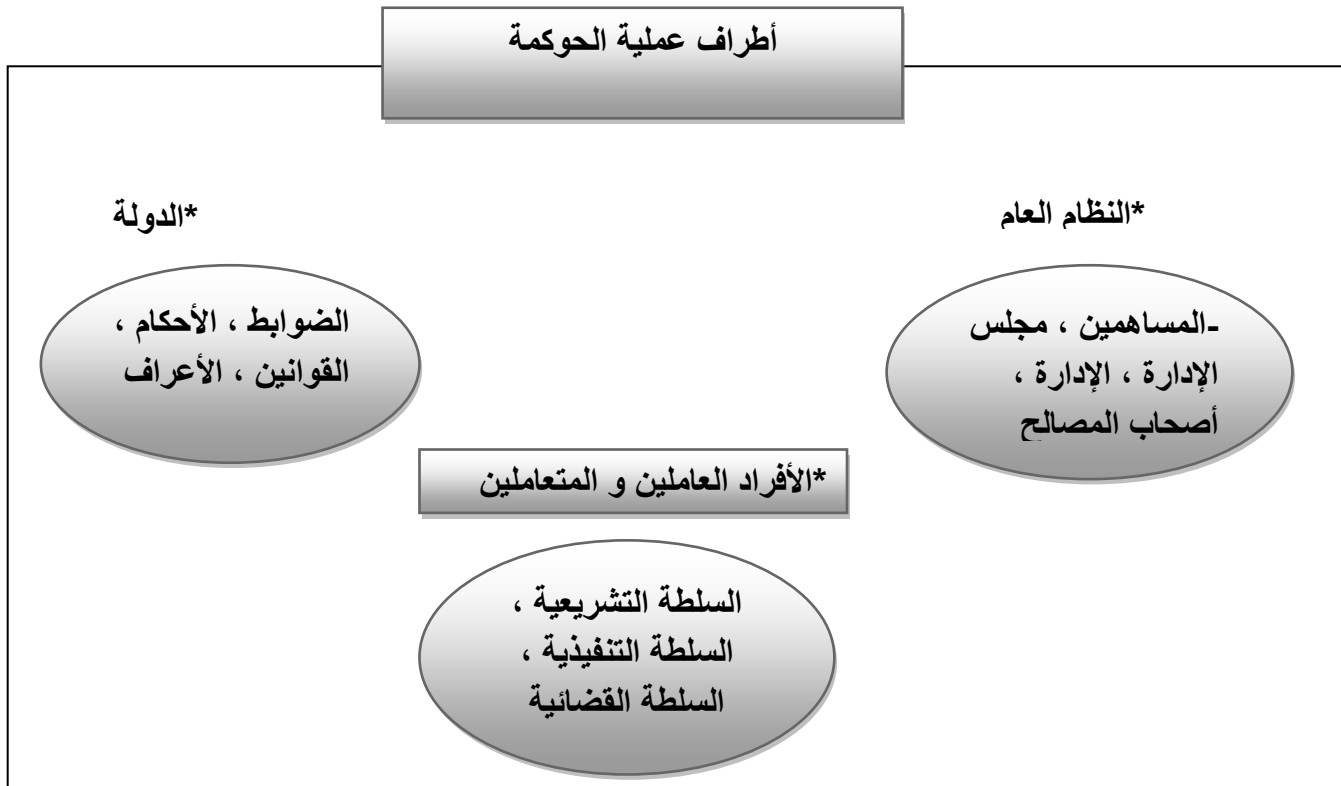 أطراف عملية الحوكمة
*النظام العام
*الدولة
-المساهمين ، مجلس
الإدارة ، الإدارة ،
أصحاب المصالح
الضوابط ، الأحكام ،
القوانين ، الأعراف
*الأفراد العاملين و المتعاملين
السلطة التشريعية ،
السلطة التنفيذية ،
السلطة القضائية